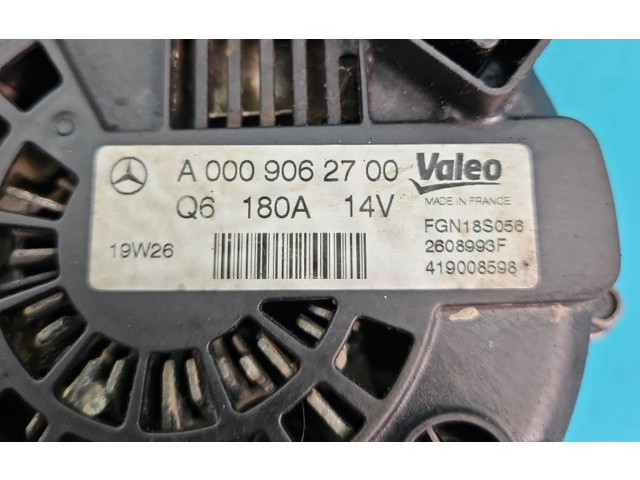 A 000 906 27 00 Valeo
Q6 180A 14V MADE IN FRANCE
FGN18S056
19W26 2608993F
419008598